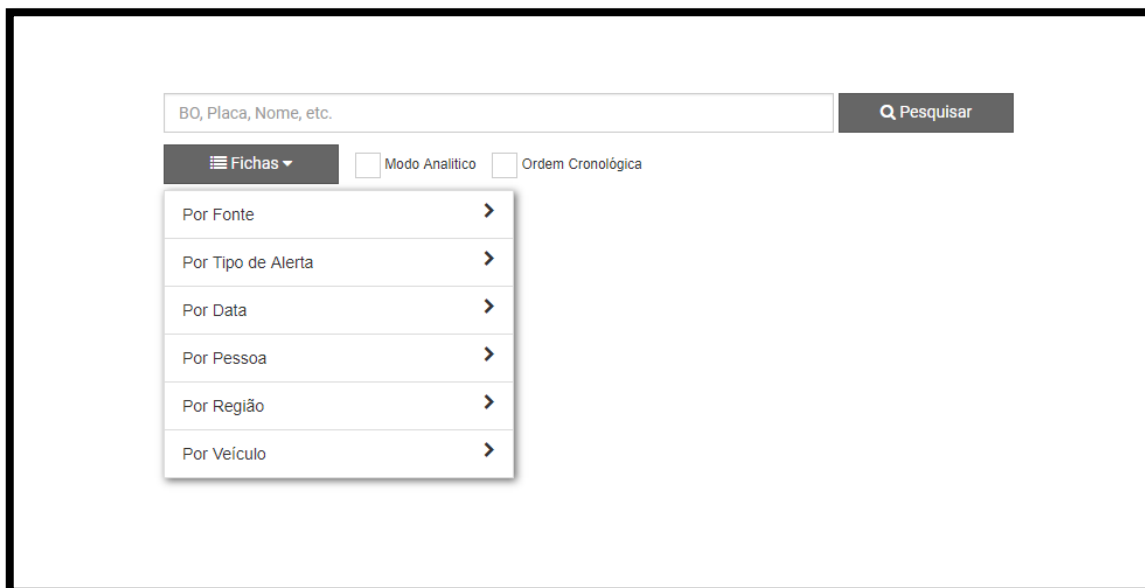 BO, Placa, Nome, etc.
Pesquisar
Fichas
Modo Analitico
Ordem Cronológica
Por Fonte
Por Tipo de Alerta
Por Data
Por Pessoa
Por Região
Por Veículo